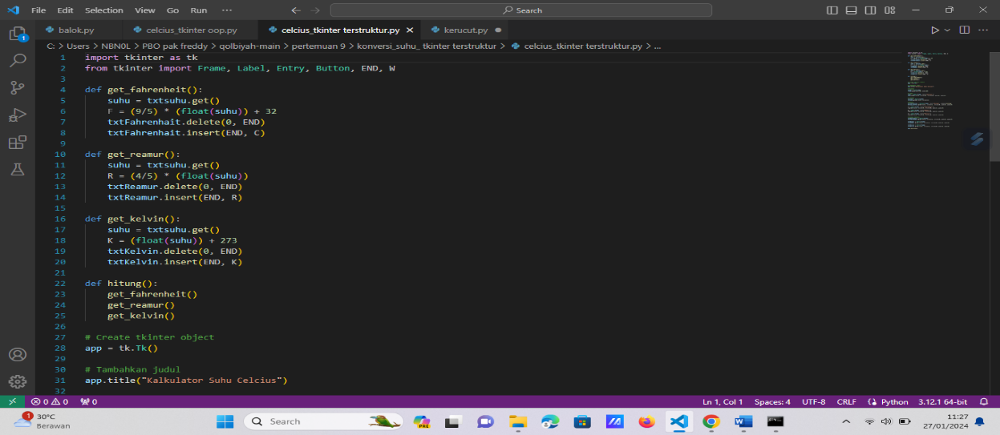 File Edit Selection View Go Run ··· Search
balok.py celcius_tkinter oop.py celcius_tkinter terstruktur.py kerucut.py
C: > Users > NBN0L > PBO pak freddy > qolbiyah-main > pertemuan 9 > konversi_suhu_ tkinter terstruktur > celcius_tkinter terstruktur.py > ...
1 import tkinter as tk
2 from tkinter import Frame, Label, Entry, Button, END, W
3
4 def get_fahrenheit():
5 suhu = txtsuhu.get()
6 F = (9/5) * (float(suhu)) + 32
7 txtFahrenhait.delete(0, END)
8 txtFahrenhait.insert(END, C)
9
10 def get_reamur():
11 suhu = txtsuhu.get()
12 R = (4/5) * (float(suhu))
13 txtReamur.delete(0, END)
14 txtReamur.insert(END, R)
15
16 def get_kelvin():
17 suhu = txtsuhu.get()
18 K = (float(suhu)) + 273
19 txtKelvin.delete(0, END)
20 txtKelvin.insert(END, K)
21
22 def hitung():
23 get_fahrenheit()
24 get_reamur()
25 get_kelvin()
26
27 # Create tkinter object
28 app = tk.Tk()
29
30 # Tambahkan judul
31 app.title("Kalkulator Suhu Celcius")
32
1
0 0 0 Ln 1, Col 1 Spaces: 4 UTF-8 CRLF Python 3.12.1 64-bit
1 30°C
Berawan
Search
PRE
11:27
27/01/2024